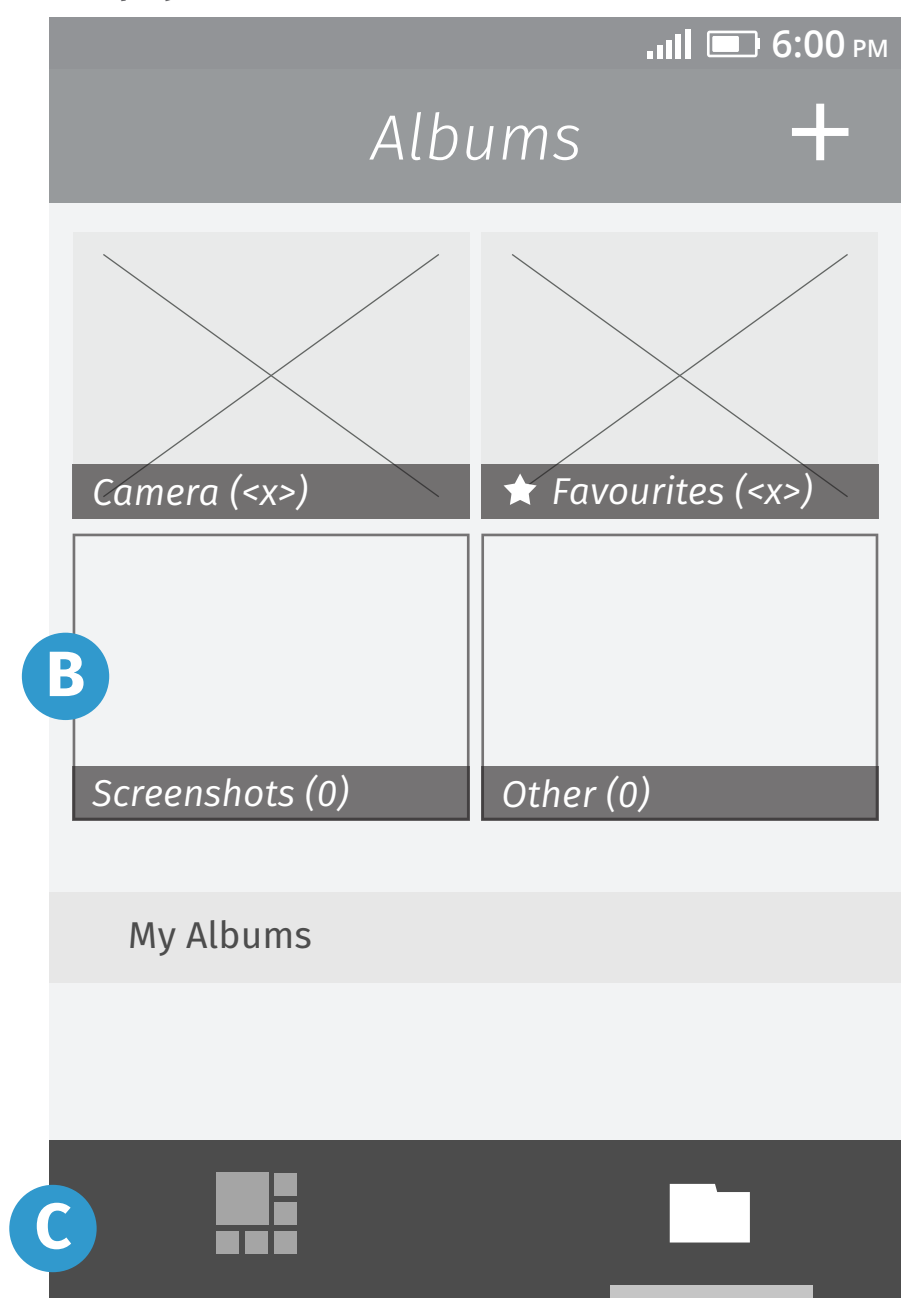 6:00 PM
Albums
Camera (<x>)
Favourites (<x>)
B
Screenshots (0)
Other (0)
My Albums
C